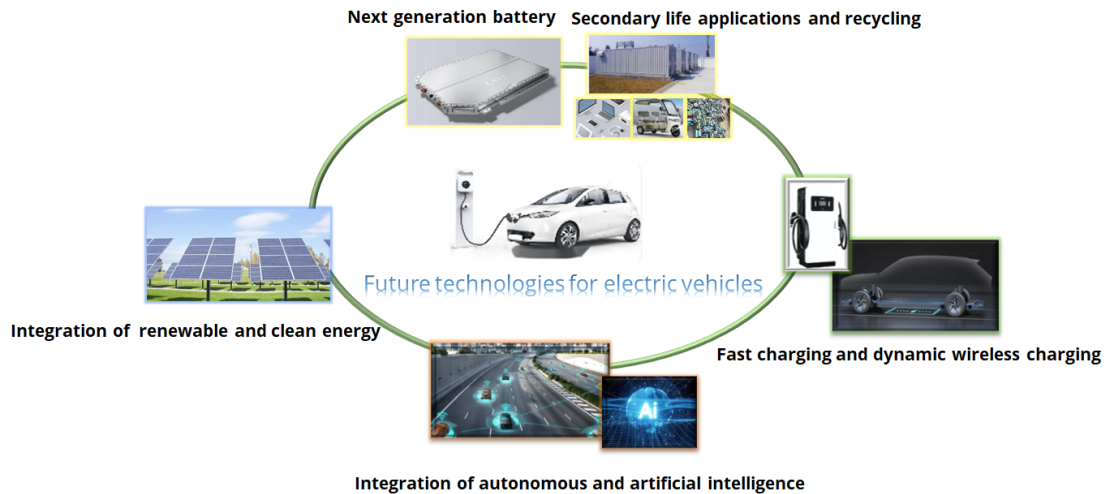 Next generation battery
Secondary life applications and recycling
Future technologies for electric vehicles
Integration of renewable and clean energy
Fast charging and dynamic wireless charging
Ai
Integration of autonomous and artificial intelligence